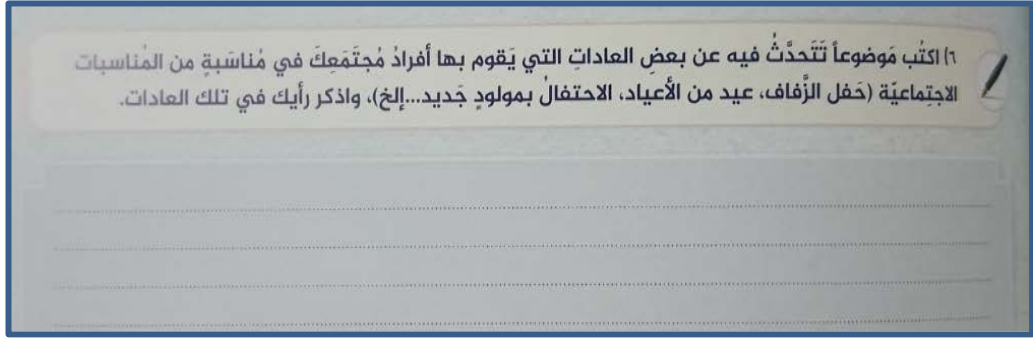 ٦) اكتُب مَوضوعاً تَتَحدَّثُ فيه عن بعضِ العاداتِ التي يَقوم بها أفرادُ مُجتَمَعِكَ في مُناسَبةٍ من المُناسبات
الاجتِماعيّة (حَفل الزَّفاف، عيد من الأعياد، الاحتفالُ بمولودٍ جَديد...إلخ)، واذكر رأيك في تلك العادات.